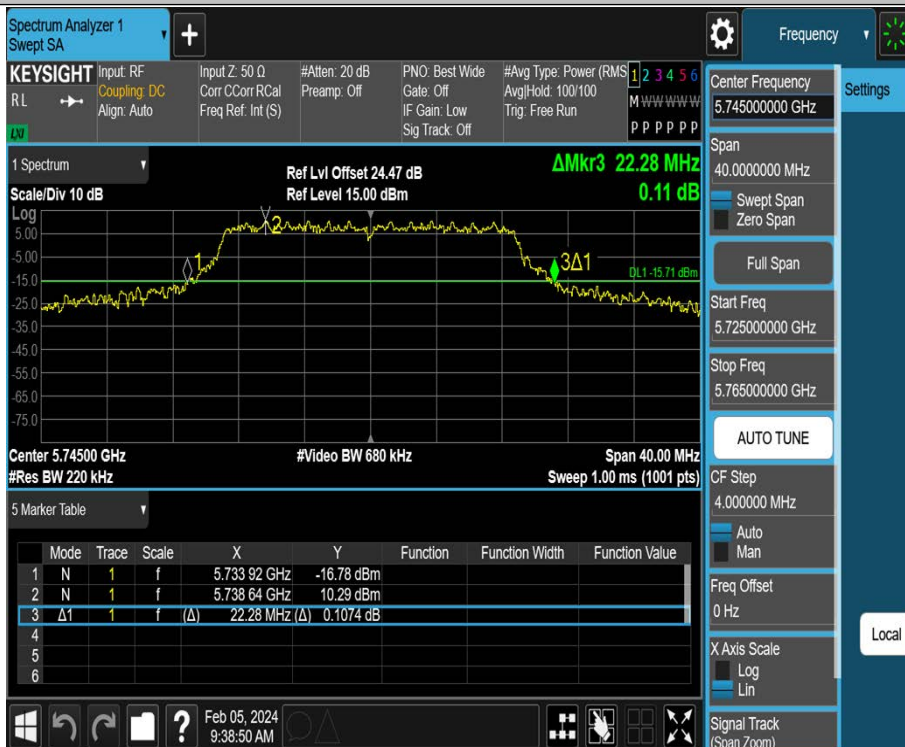 Spectrum Analyzer 1
Swept SA
+
Frequency
KEYSIGHT
RL
LXI
Input: RF
Coupling: DC
Align: Auto
Input Z: 50 Ω
Corr CCorr RCal
Freq Ref: Int (S)
#Atten: 20 dB
Preamp: Off
PNO: Best Wide
Gate: Off
IF Gain: Low
Sig Track: Off
#Avg Type: Power (RMS
Avg|Hold: 100/100
Trig: Free Run
1 2 3 4 5 6
M W W W W W
P P P P P P
1 Spectrum
Scale/Div 10 dB
Ref Lvl Offset 24.47 dB
Ref Level 15.00 dBm
ΔMkr3 22.28 MHz
0.11 dB
Log
5.00
-5.00
-15.0
-25.0
-35.0
-45.0
-55.0
-65.0
-75.0
1
2
3Δ1
DL1 -15.71 dBm
Center 5.74500 GHz
#Video BW 680 kHz
Span 40.00 MHz
#Res BW 220 kHz
Sweep 1.00 ms (1001 pts)
5 Marker Table
Mode Trace Scale X Y Function Function Width Function Value
1 N 1 f 5.733 92 GHz -16.78 dBm
2 N 1 f 5.738 64 GHz 10.29 dBm
3 Δ1 1 f (Δ) 22.28 MHz (Δ) 0.1074 dB
4
5
6
?
Feb 05, 2024
9:38:50 AM
Center Frequency
5.745000000 GHz
Span
40.0000000 MHz
Swept Span
Zero Span
Full Span
Start Freq
5.725000000 GHz
Stop Freq
5.765000000 GHz
AUTO TUNE
CF Step
4.000000 MHz
Auto
Man
Freq Offset
0 Hz
X Axis Scale
Log
Lin
Signal Track
(Span Zoom)
Settings
Local